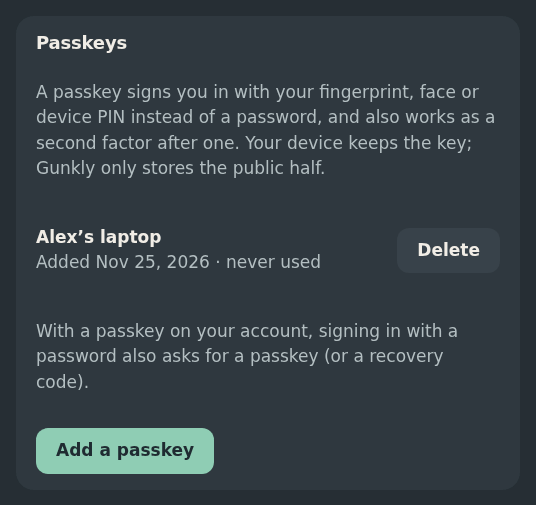 Passkeys
A passkey signs you in with your fingerprint, face or
device PIN instead of a password, and also works as a
second factor after one. Your device keeps the key;
Gunkly only stores the public half.
Alex’s laptop
Added Nov 25, 2026 · never used
Delete
With a passkey on your account, signing in with a
password also asks for a passkey (or a recovery
code).
Add a passkey